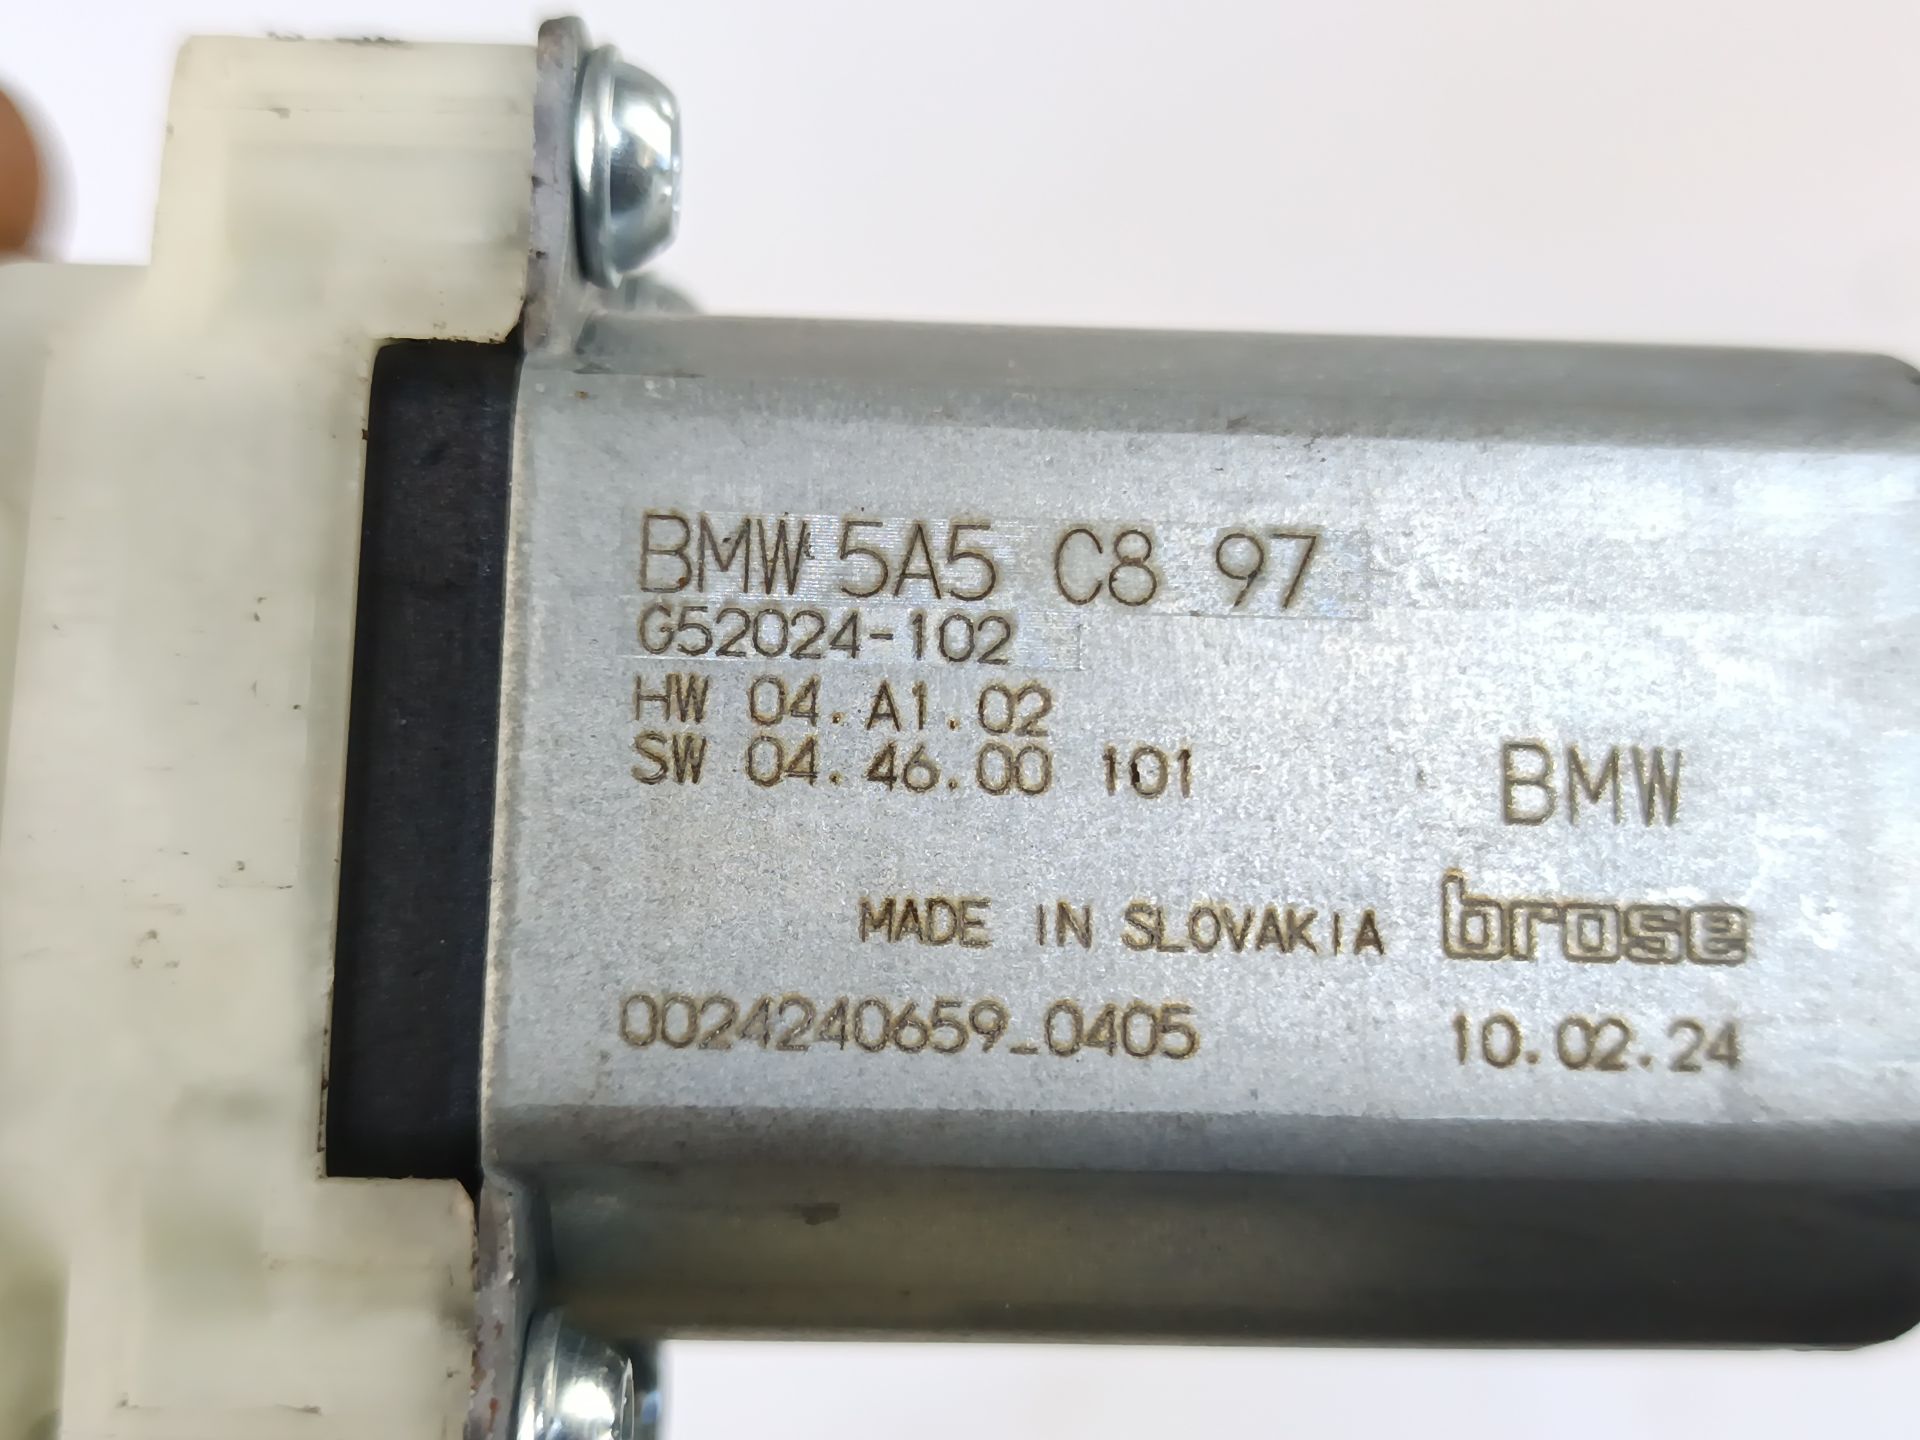 BMW 5A5 C8 97
G52024-102
HW 04.A1.02
SW 04.46.00 101
BMW
MADE IN SLOVAKIA brose
0024240659_0405 10.02.24